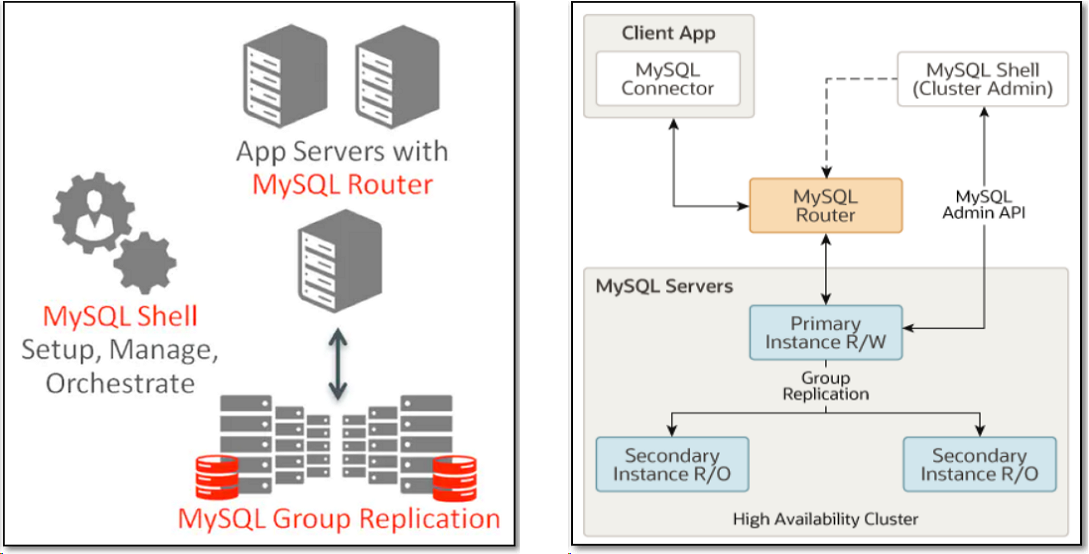 App Servers with
MySQL Router
MySQL Shell
Setup, Manage,
Orchestrate
MySQL Group Replication
Client App
MySQL
Connector
MySQL Shell
(Cluster Admin)
MySQL
Router
MySQL
Admin API
MySQL Servers
Primary
Instance R/W
Group
Replication
Secondary
Instance R/O
Secondary
Instance R/O
High Availability Cluster